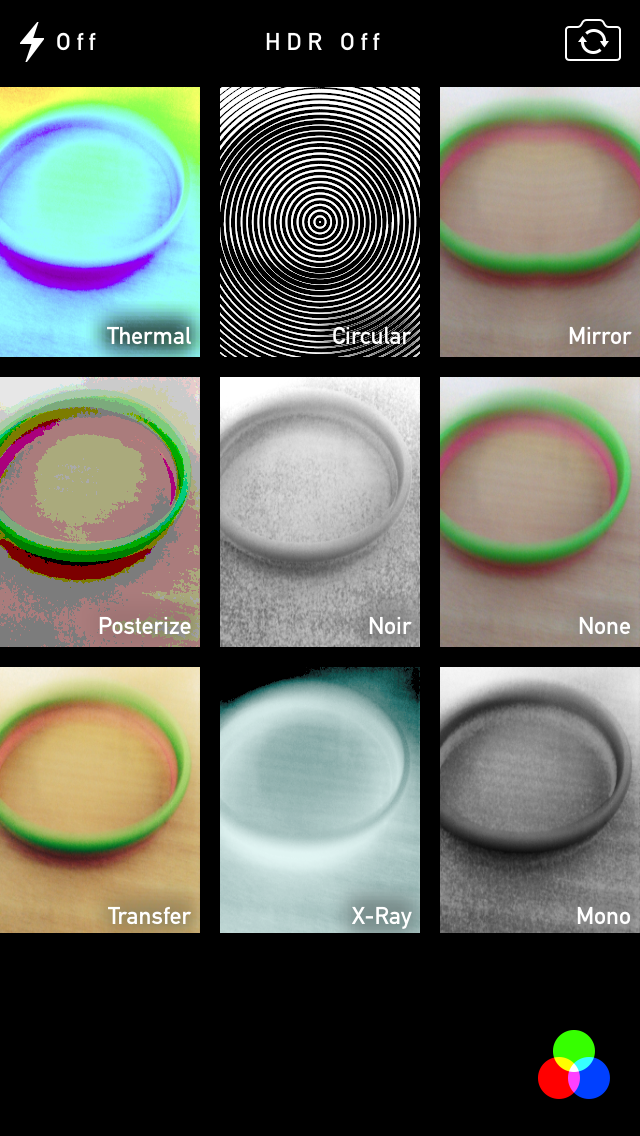 Off
HDR Off
Thermal
Circular
Mirror
Posterize
Noir
None
Transfer
X-Ray
Mono